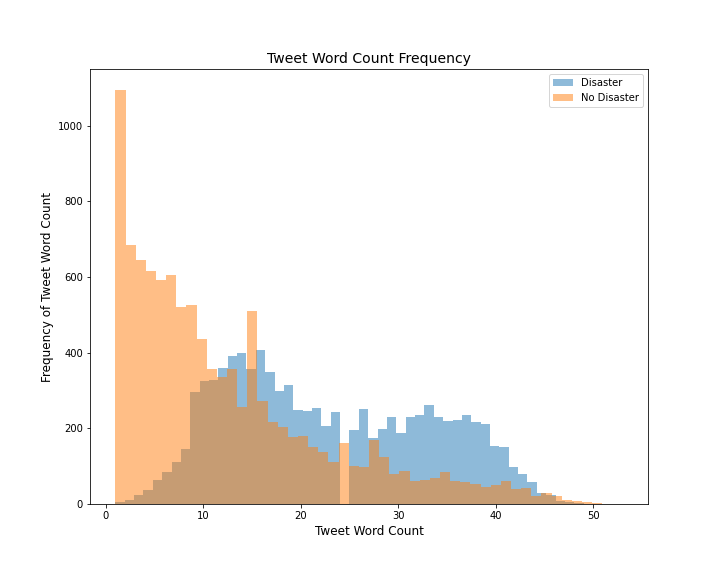 Tweet Word Count Frequency
Disaster
No Disaster
Frequency of Tweet Word Count
1000
800
600
400
200
0
0 10 20 30 40 50
Tweet Word Count